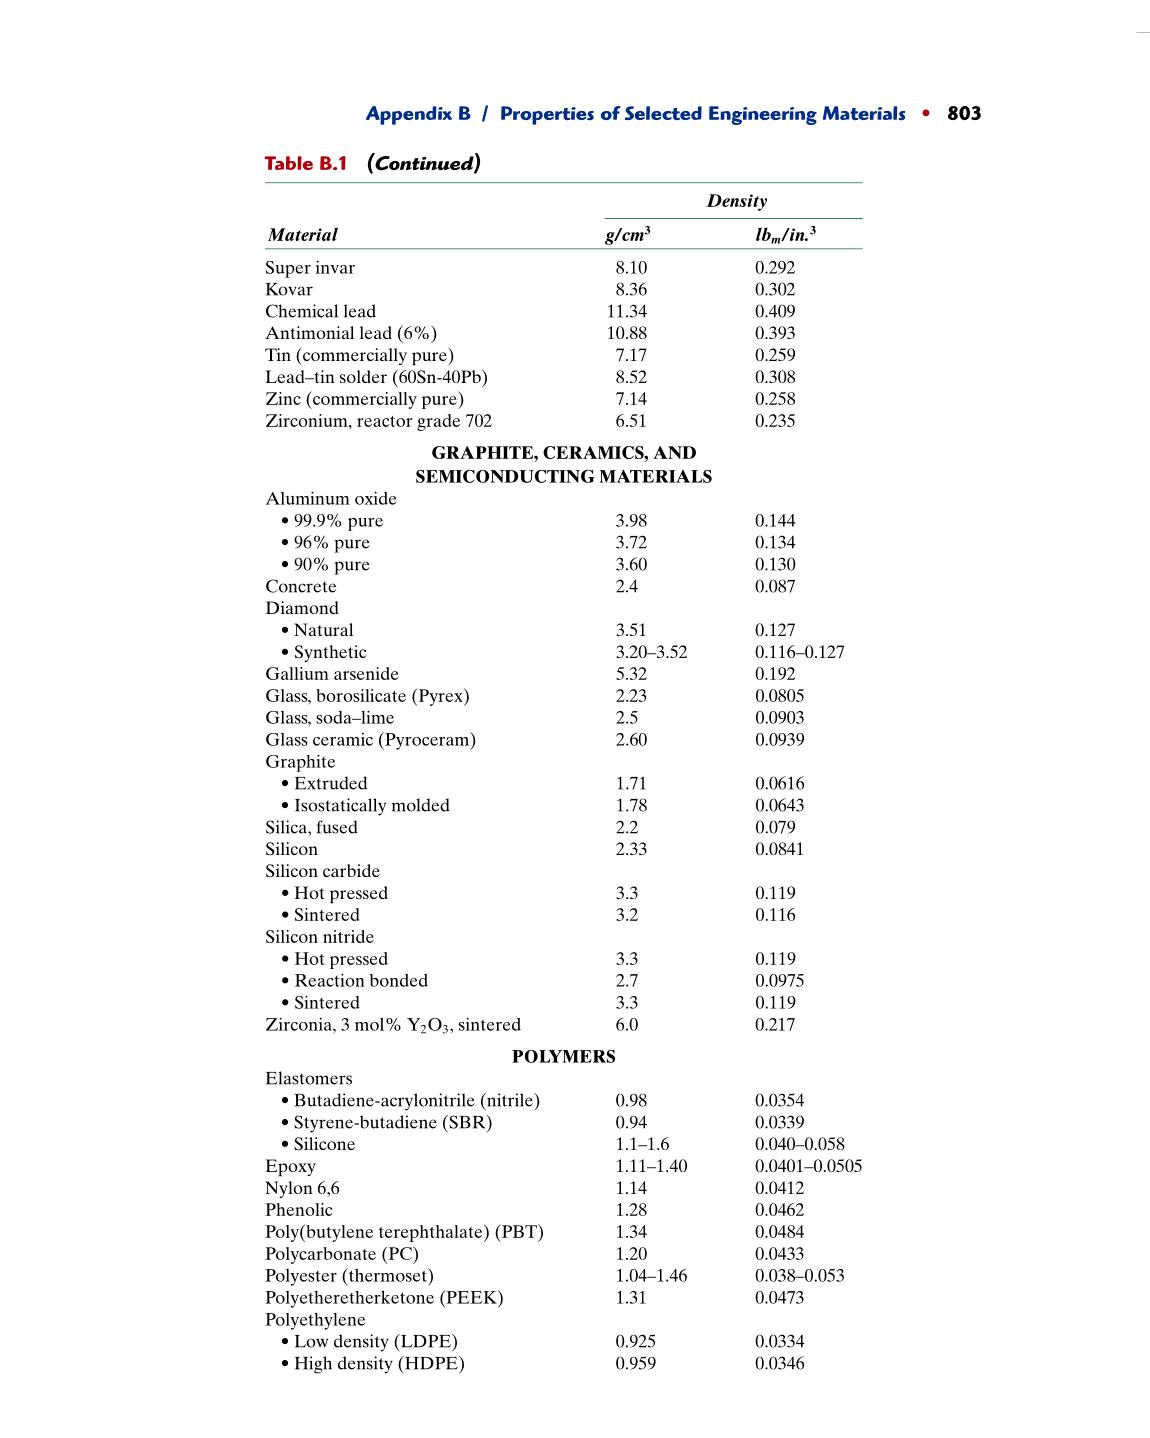 Appendix B / Properties of Selected Engineering Materials • 803
Table B.1 (Continued)
Density
Material g/cm³ lbₘ/in.³
Super invar 8.10 0.292
Kovar 8.36 0.302
Chemical lead 11.34 0.409
Antimonial lead (6%) 10.88 0.393
Tin (commercially pure) 7.17 0.259
Lead–tin solder (60Sn-40Pb) 8.52 0.308
Zinc (commercially pure) 7.14 0.258
Zirconium, reactor grade 702 6.51 0.235
GRAPHITE, CERAMICS, AND
SEMICONDUCTING MATERIALS
Aluminum oxide
• 99.9% pure 3.98 0.144
• 96% pure 3.72 0.134
• 90% pure 3.60 0.130
Concrete 2.4 0.087
Diamond
• Natural 3.51 0.127
• Synthetic 3.20–3.52 0.116–0.127
Gallium arsenide 5.32 0.192
Glass, borosilicate (Pyrex) 2.23 0.0805
Glass, soda–lime 2.5 0.0903
Glass ceramic (Pyroceram) 2.60 0.0939
Graphite
• Extruded 1.71 0.0616
• Isostatically molded 1.78 0.0643
Silica, fused 2.2 0.079
Silicon 2.33 0.0841
Silicon carbide
• Hot pressed 3.3 0.119
• Sintered 3.2 0.116
Silicon nitride
• Hot pressed 3.3 0.119
• Reaction bonded 2.7 0.0975
• Sintered 3.3 0.119
Zirconia, 3 mol% Y₂O₃, sintered 6.0 0.217
POLYMERS
Elastomers
• Butadiene-acrylonitrile (nitrile) 0.98 0.0354
• Styrene-butadiene (SBR) 0.94 0.0339
• Silicone 1.1–1.6 0.040–0.058
Epoxy 1.11–1.40 0.0401–0.0505
Nylon 6,6 1.14 0.0412
Phenolic 1.28 0.0462
Poly(butylene terephthalate) (PBT) 1.34 0.0484
Polycarbonate (PC) 1.20 0.0433
Polyester (thermoset) 1.04–1.46 0.038–0.053
Polyetheretherketone (PEEK) 1.31 0.0473
Polyethylene
• Low density (LDPE) 0.925 0.0334
• High density (HDPE) 0.959 0.0346